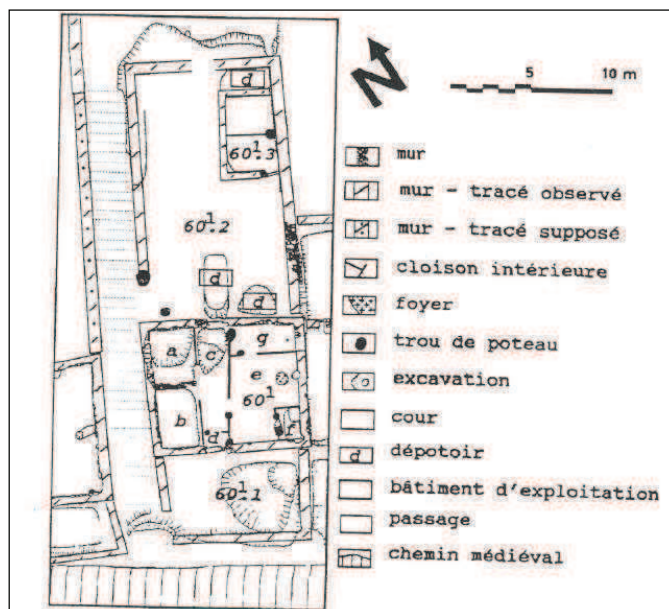 d
60¹.3
60¹.2
d
d
a
c
g
e
60¹
b
d
f
60¹.1
N
5 10 m
mur
mur - tracé observé
mur - tracé supposé
cloison intérieure
foyer
trou de poteau
excavation
cour
d dépotoir
bâtiment d'exploitation
passage
chemin médiéval